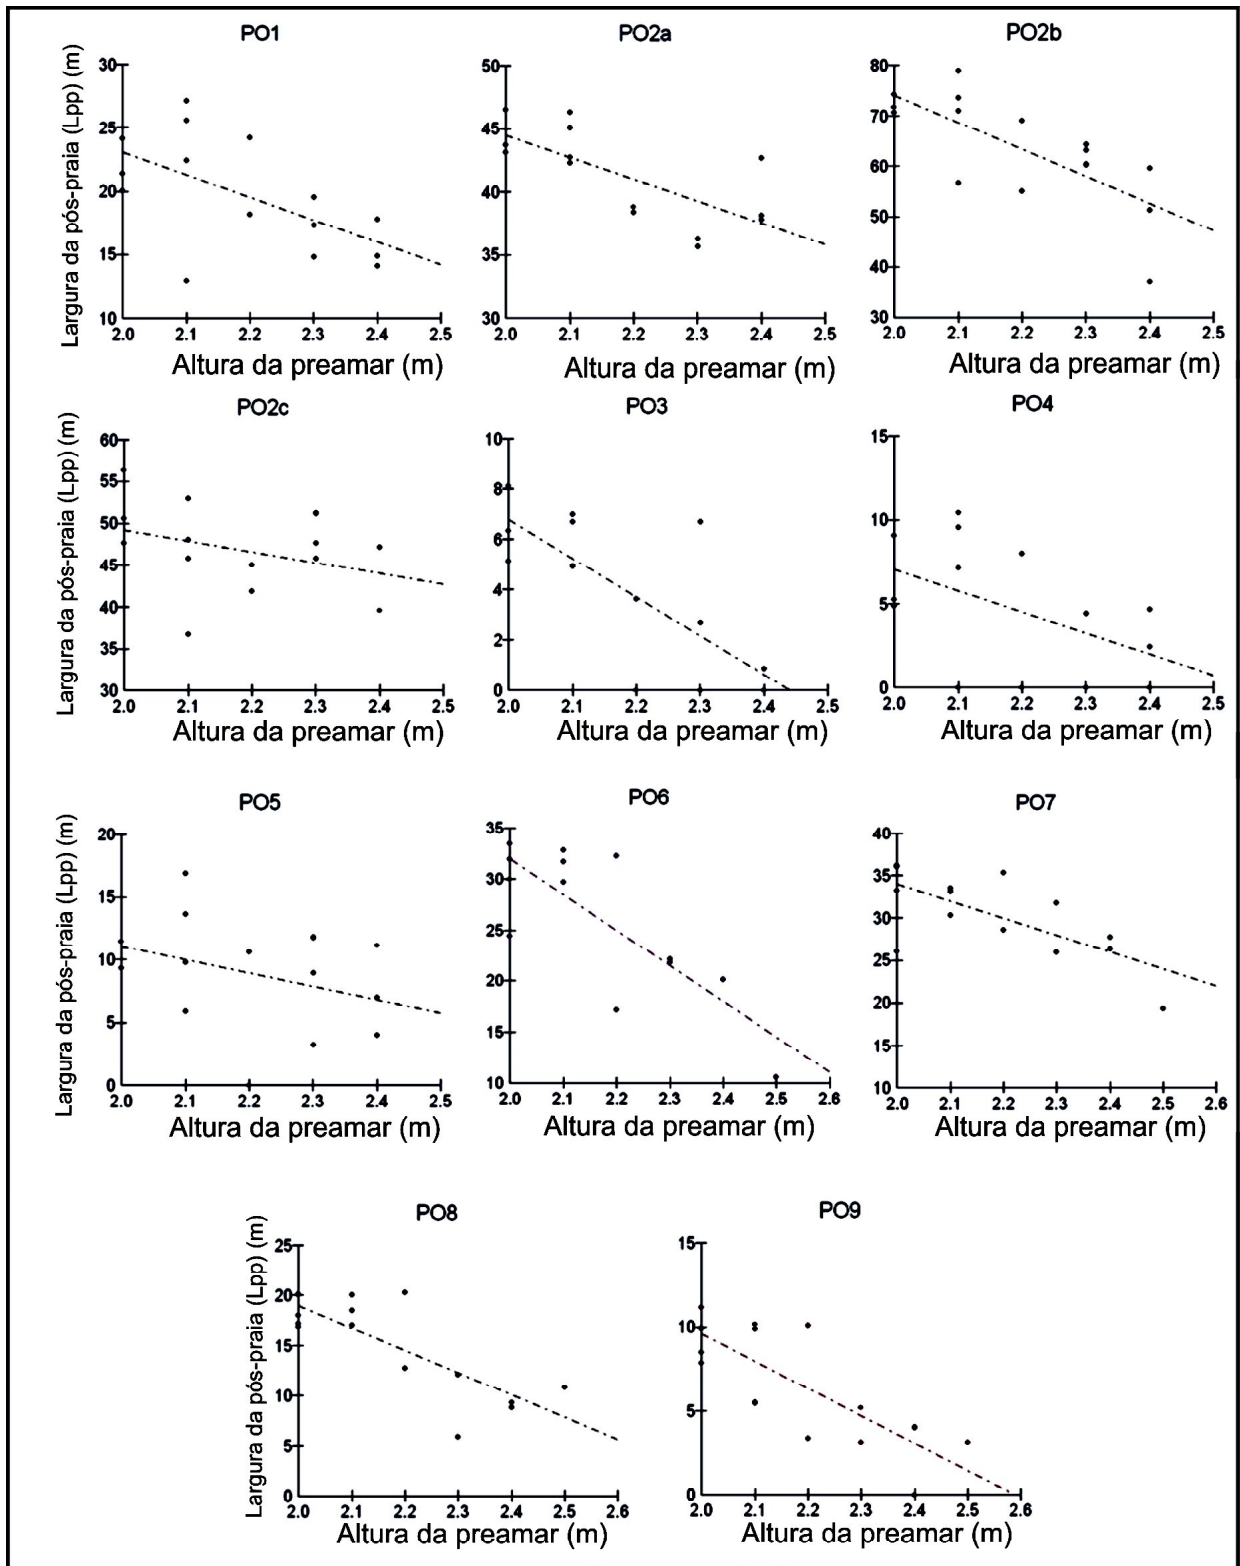 PO1
PO2a
PO2b
Largura da pós-praia (Lpp) (m)
30
25
20
15
10
2.0 2.1 2.2 2.3 2.4 2.5
Altura da preamar (m)
50
45
40
35
30
2.0 2.1 2.2 2.3 2.4 2.5
Altura da preamar (m)
80
70
60
50
40
30
2.0 2.1 2.2 2.3 2.4 2.5
Altura da preamar (m)
PO2c
PO3
PO4
Largura da pós-praia (Lpp) (m)
60
55
50
45
40
35
30
2.0 2.1 2.2 2.3 2.4 2.5
Altura da preamar (m)
10
8
6
4
2
0
2.0 2.1 2.2 2.3 2.4 2.5
Altura da preamar (m)
15
10
5
0
2.0 2.1 2.2 2.3 2.4 2.5
Altura da preamar (m)
PO5
PO6
PO7
Largura da pós-praia (Lpp) (m)
20
15
10
5
0
2.0 2.1 2.2 2.3 2.4 2.5
Altura da preamar (m)
35
30
25
20
15
10
2.0 2.1 2.2 2.3 2.4 2.5 2.6
Altura da preamar (m)
40
35
30
25
20
15
10
2.0 2.1 2.2 2.3 2.4 2.5 2.6
Altura da preamar (m)
PO8
PO9
Largura da pós-praia (Lpp) (m)
25
20
15
10
5
0
2.0 2.1 2.2 2.3 2.4 2.5 2.6
Altura da preamar (m)
15
10
5
0
2.0 2.1 2.2 2.3 2.4 2.5 2.6
Altura da preamar (m)